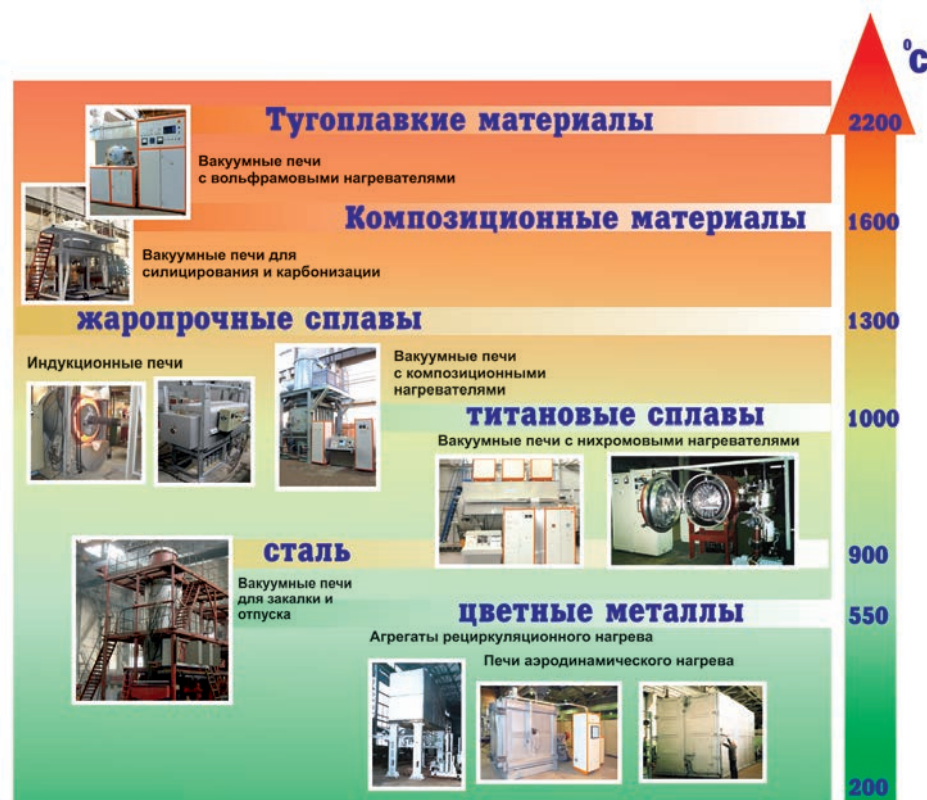 °C
Тугоплавкие материалы
2200
Вакуумные печи
с вольфрамовыми нагревателями
Композиционные материалы
1600
Вакуумные печи для
силицирования и карбонизации
жаропрочные сплавы
1300
Индукционные печи
Вакуумные печи
с композиционными
нагревателями
титановые сплавы
1000
Вакуумные печи с нихромовыми нагревателями
сталь
900
Вакуумные печи
для закалки и
отпуска
цветные металлы
550
Агрегаты рециркуляционного нагрева
Печи аэродинамического нагрева
200